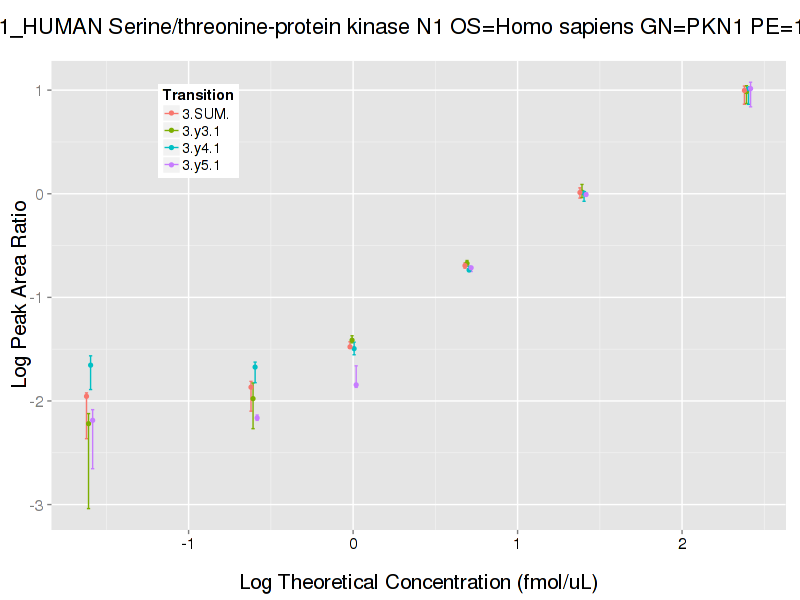 1_HUMAN Serine/threonine-protein kinase N1 OS=Homo sapiens GN=PKN1 PE=1
Transition
3.SUM.
3.y3.1
3.y4.1
3.y5.1
Log Peak Area Ratio
1
0
-1
-2
-3
-1 0 1 2
Log Theoretical Concentration (fmol/uL)